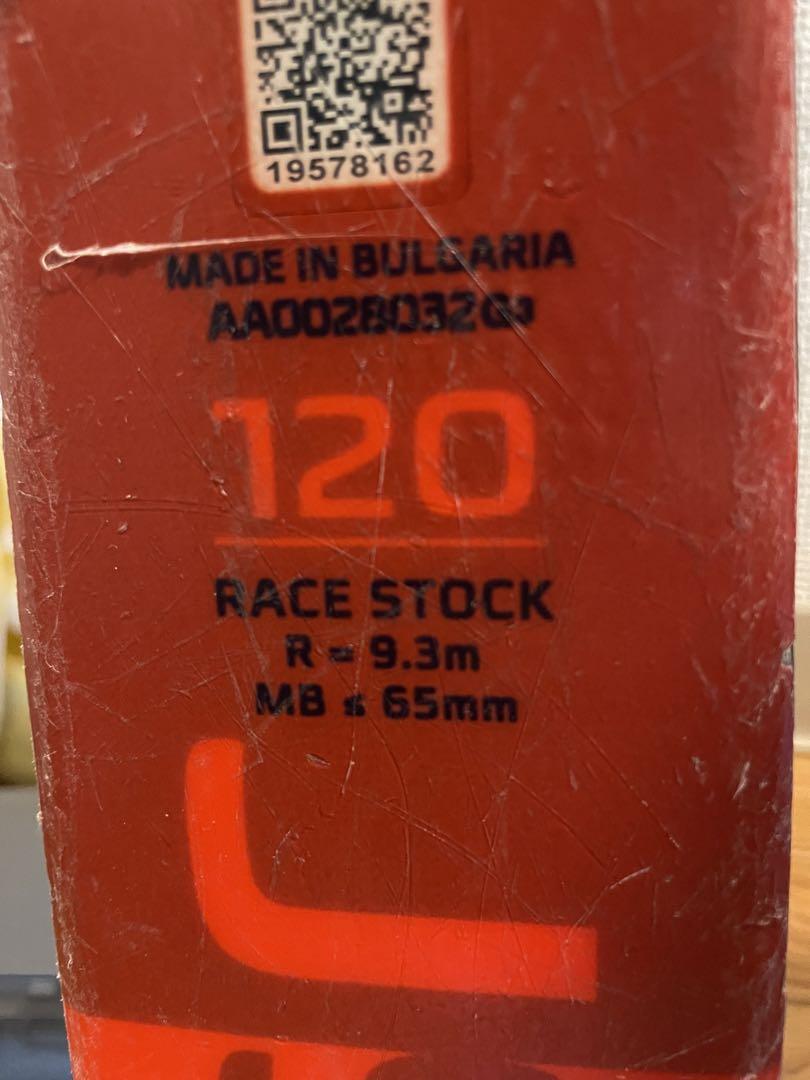 19578162
MADE IN BULGARIA
120
RACE STOCK
R = 9.3m
MB ≤ 65mm